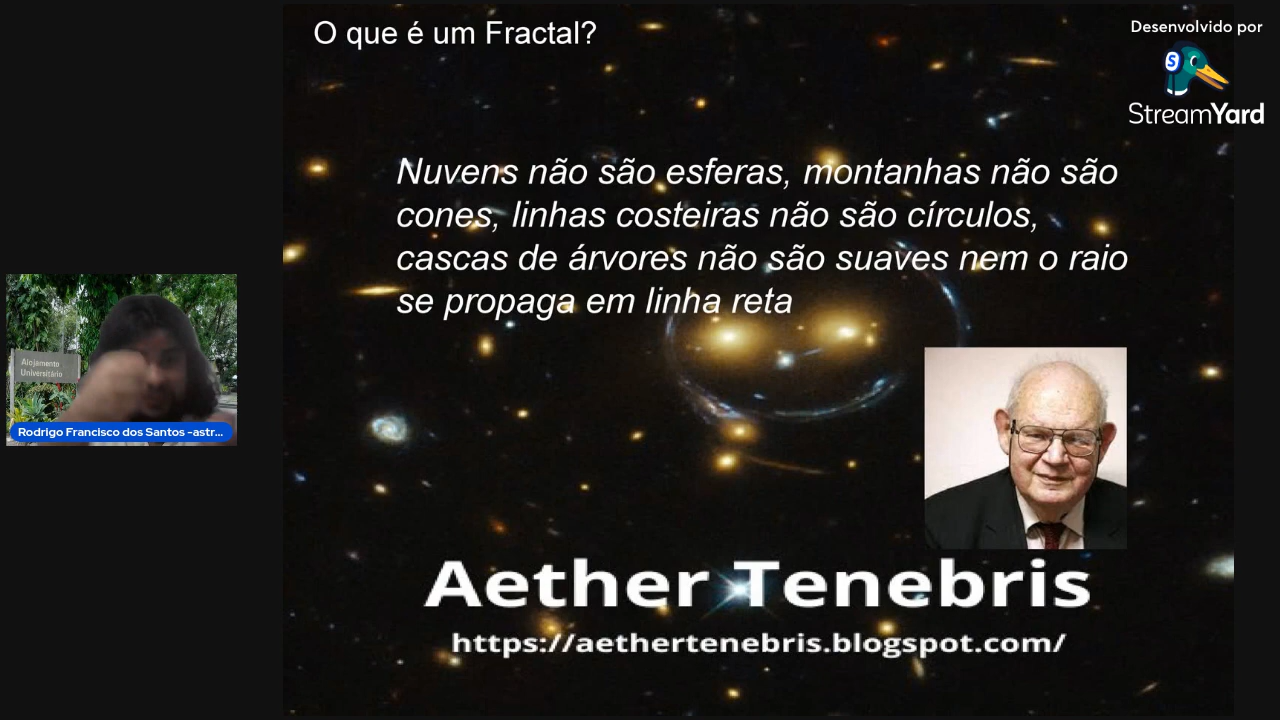 O que é um Fractal?
Desenvolvido por
StreamYard
Nuvens não são esferas, montanhas não são
cones, linhas costeiras não são círculos,
cascas de árvores não são suaves nem o raio
se propaga em linha reta
Alojamento
Universitário
Rodrigo Francisco dos Santos -astr...
Aether Tenebris
https://aethertenebris.blogspot.com/